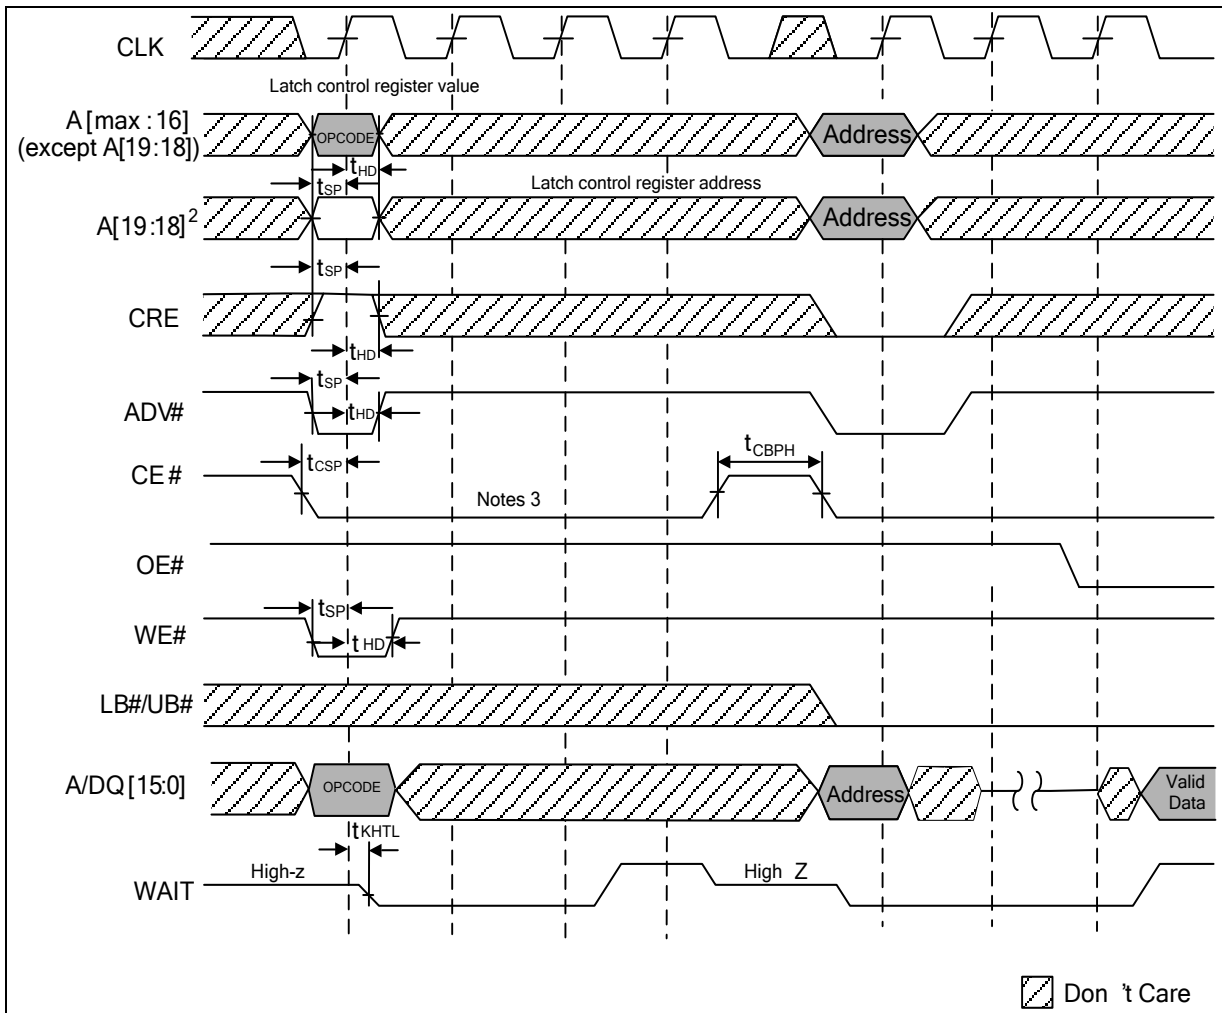 CLK
Latch control register value
A[max : 16]
(except A[19:18])
OPCODE
Address
tHD
tSP
Latch control register address
A[19:18]2
Address
tSP
CRE
tHD
tSP
ADV#
tHD
tCBPH
CE#
tCSP
Notes 3
OE#
tSP
WE#
tHD
LB#/UB#
A/DQ[15:0]
OPCODE
Address
Valid
Data
tKHTL
High-z
High Z
WAIT
Don 't Care